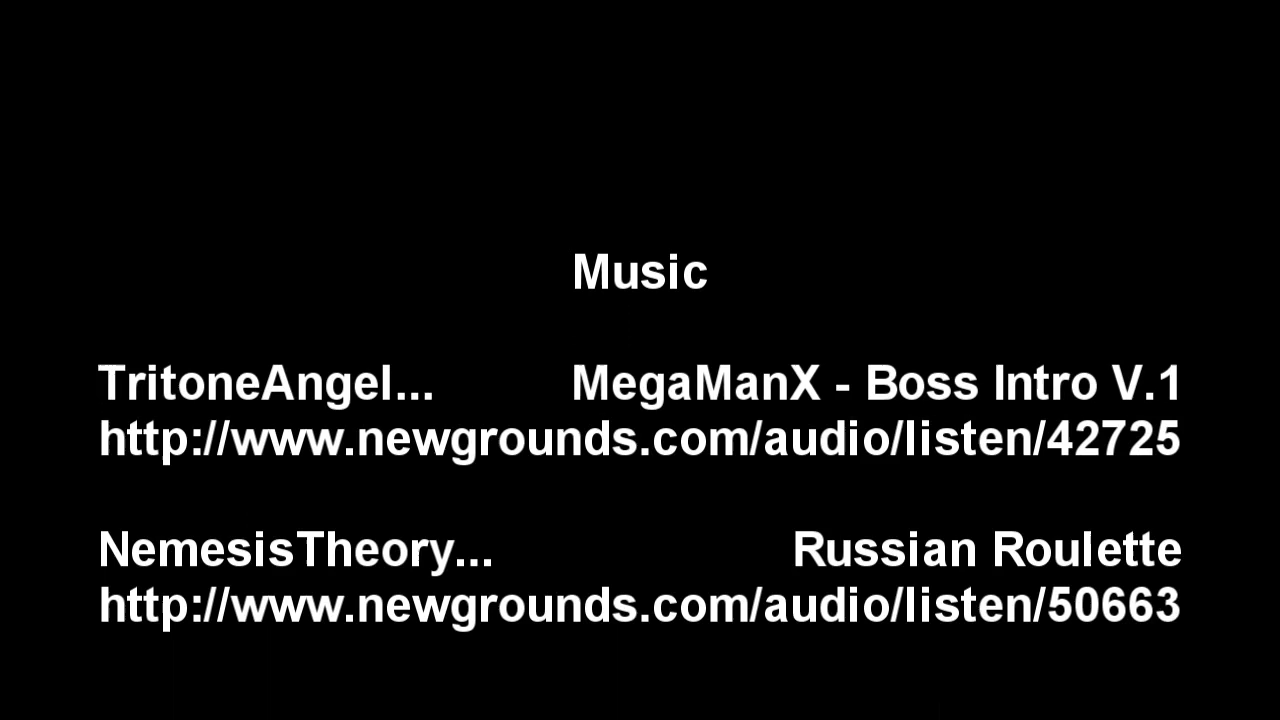 Music
TritoneAngel... MegaManX - Boss Intro V.1
http://www.newgrounds.com/audio/listen/42725
NemesisTheory... Russian Roulette
http://www.newgrounds.com/audio/listen/50663